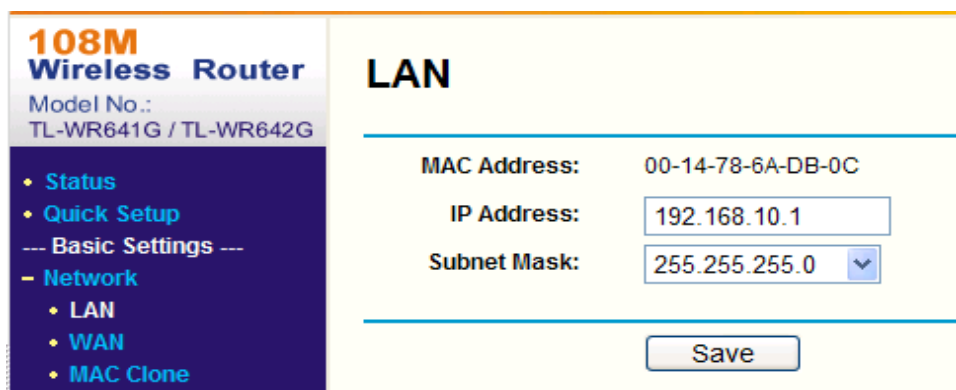 108M
Wireless Router
Model No.:
TL-WR641G / TL-WR642G
• Status
• Quick Setup
--- Basic Settings ---
– Network
• LAN
• WAN
• MAC Clone
LAN
MAC Address: 00-14-78-6A-DB-0C
IP Address: 192.168.10.1
Subnet Mask: 255.255.255.0
Save